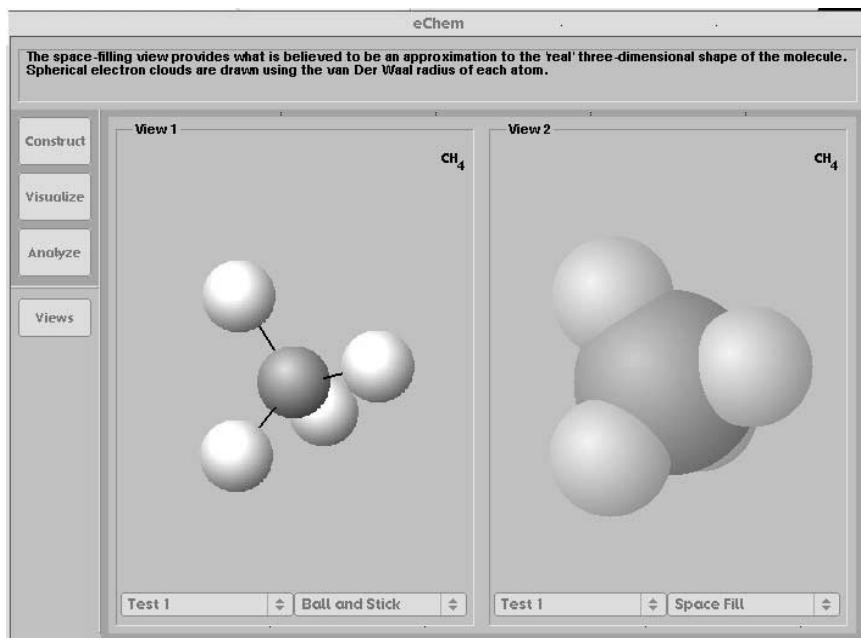 eChem
The space-filling view provides what is believed to be an approximation to the 'real' three-dimensional shape of the molecule.
Spherical electron clouds are drawn using the van Der Waal radius of each atom.
Construct
Visualize
Analyze
Views
View 1
CH4
Test 1
Ball and Stick
View 2
CH4
Test 1
Space Fill